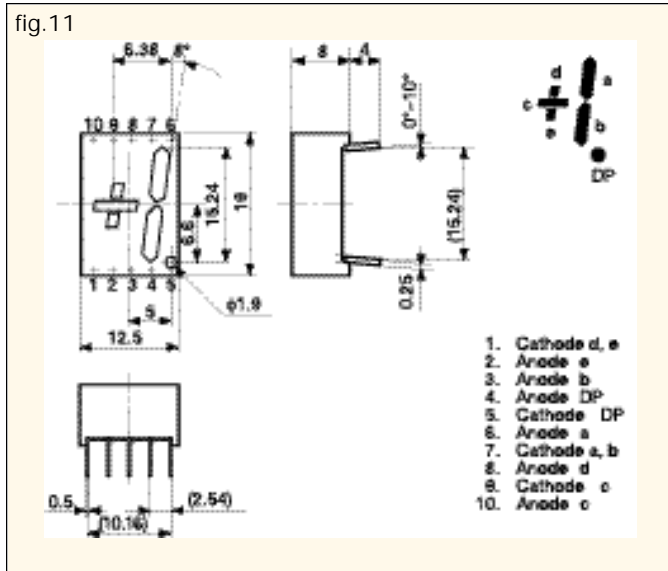 fig.11
6.38
8°
8
4
0°–10°
d
a
c
e
b
DP
10 9 8 7 6
15.24
19
6.6
(15.24)
0.25
1 2 3 4 5
5
φ1.9
12.5
1. Cathode d, e
2. Anode e
3. Anode b
4. Anode DP
5. Cathode DP
6. Anode a
7. Cathode a, b
8. Anode d
9. Cathode c
10. Anode c
0.5
(2.54)
(10.16)